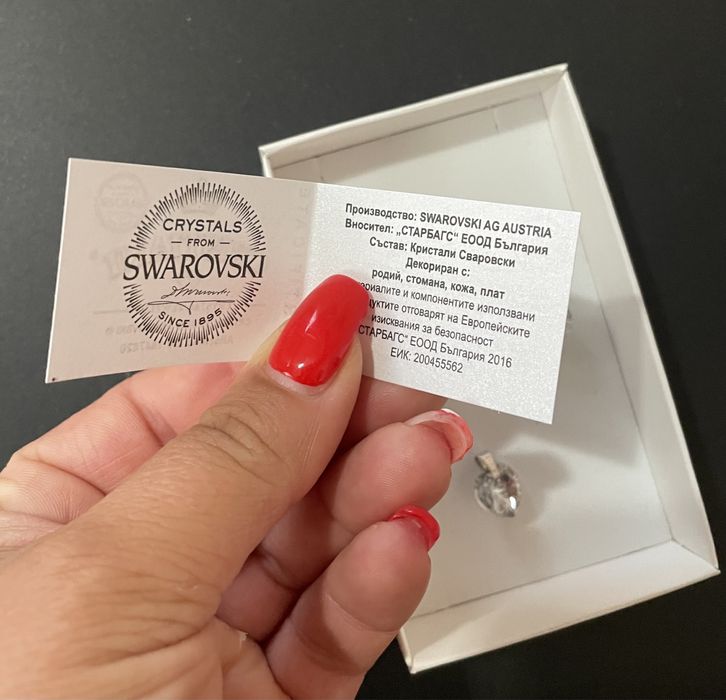 CRYSTALS
FROM
SWAROVSKI
SINCE 1895
Производство: SWAROVSKI AG AUSTRIA
Вносител: „СТАРБАГС“ ЕООД България
Състав: Кристали Сваровски
Декориран с:
родий, стомана, кожа, плат
и компонентите използвани
отговарят на Европейските
изисквания за безопасност
СТАРБАГС“ ЕООД България 2016
ЕИК: 200455562